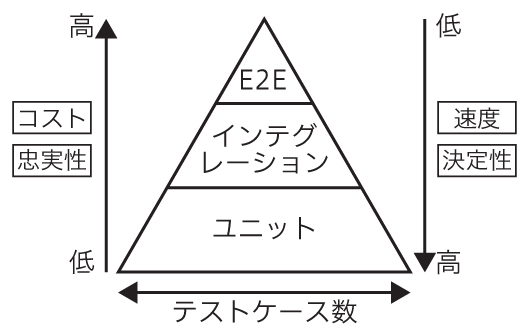 高
低
E2E
コスト
速度
インテグ
レーション
忠実性
決定性
ユニット
低
高
テストケース数